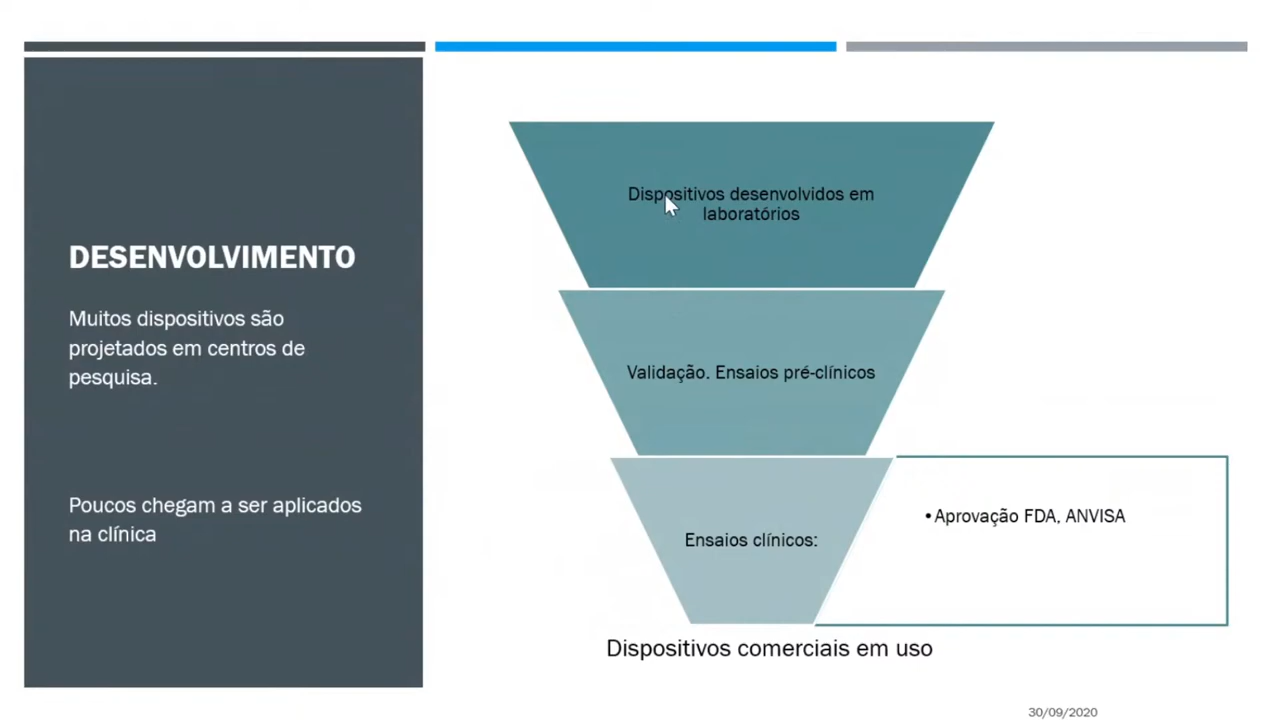 DESENVOLVIMENTO
Muitos dispositivos são
projetados em centros de
pesquisa.
Poucos chegam a ser aplicados
na clínica
Dispositivos desenvolvidos em
laboratórios
Validação. Ensaios pré-clínicos
Ensaios clínicos:
•Aprovação FDA, ANVISA
Dispositivos comerciais em uso
30/09/2020